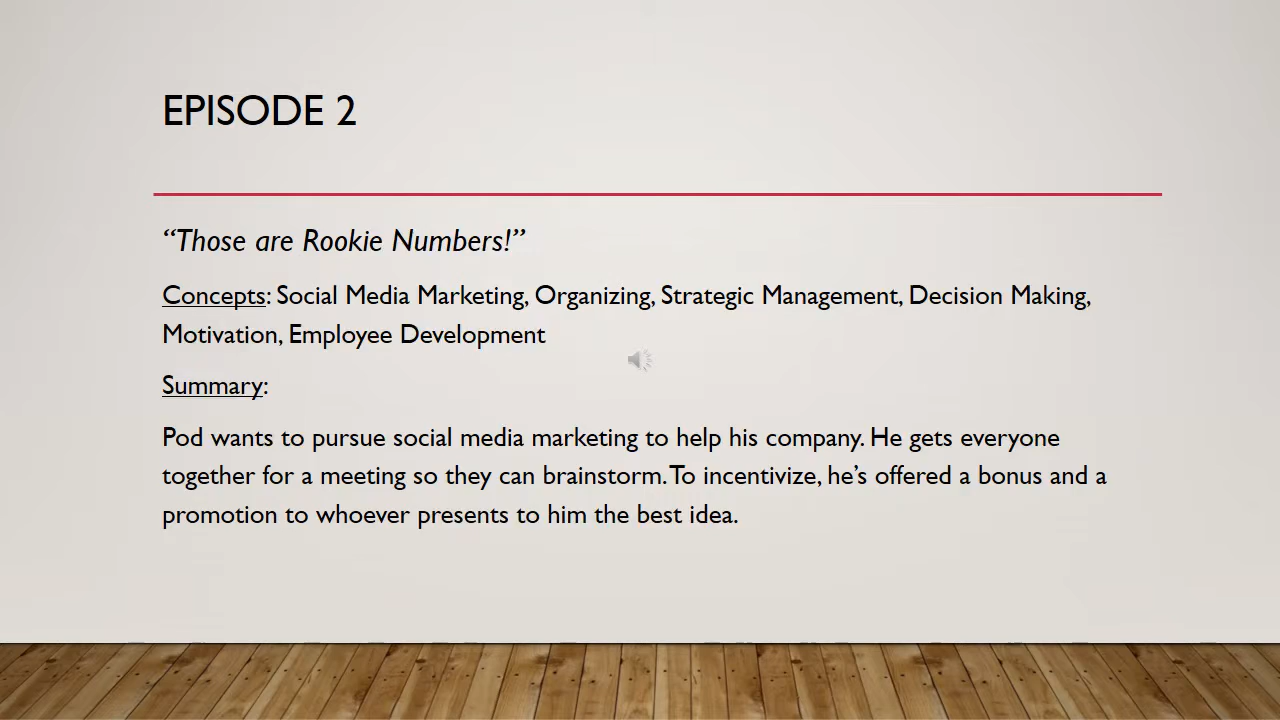 EPISODE 2
“Those are Rookie Numbers!”
Concepts: Social Media Marketing, Organizing, Strategic Management, Decision Making,
Motivation, Employee Development
Summary:
Pod wants to pursue social media marketing to help his company. He gets everyone
together for a meeting so they can brainstorm. To incentivize, he’s offered a bonus and a
promotion to whoever presents to him the best idea.